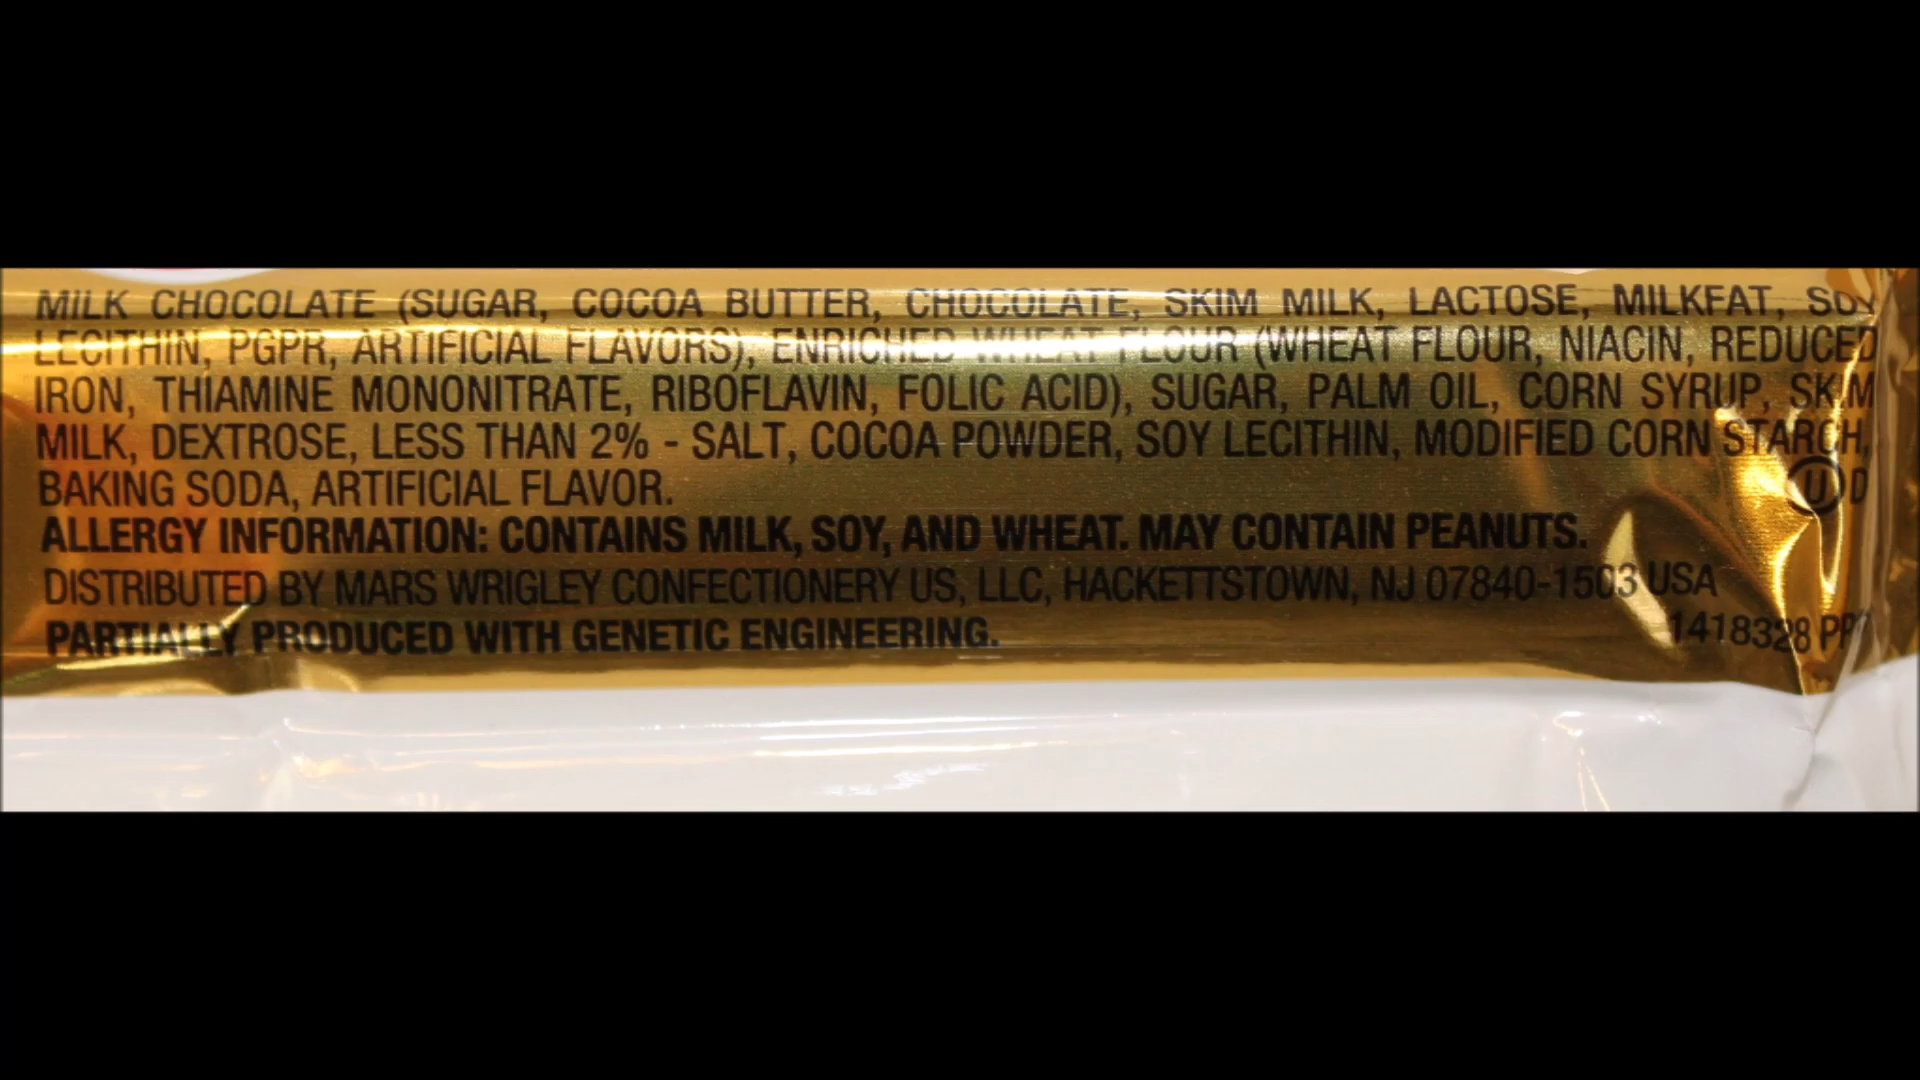 MILK CHOCOLATE (SUGAR, COCOA BUTTER, CHOCOLATE, SKIM MILK, LACTOSE, MILKFAT, SOY
LECITHIN, PGPR, ARTIFICIAL FLAVORS), ENRICHED WHEAT FLOUR (WHEAT FLOUR, NIACIN, REDUCED
IRON, THIAMINE MONONITRATE, RIBOFLAVIN, FOLIC ACID), SUGAR, PALM OIL, CORN SYRUP, SKIM
MILK, DEXTROSE, LESS THAN 2% - SALT, COCOA POWDER, SOY LECITHIN, MODIFIED CORN STARCH,
BAKING SODA, ARTIFICIAL FLAVOR. U D
ALLERGY INFORMATION: CONTAINS MILK, SOY, AND WHEAT. MAY CONTAIN PEANUTS.
DISTRIBUTED BY MARS WRIGLEY CONFECTIONERY US, LLC, HACKETTSTOWN, NJ 07840-1503 USA
PARTIALLY PRODUCED WITH GENETIC ENGINEERING. 1418328